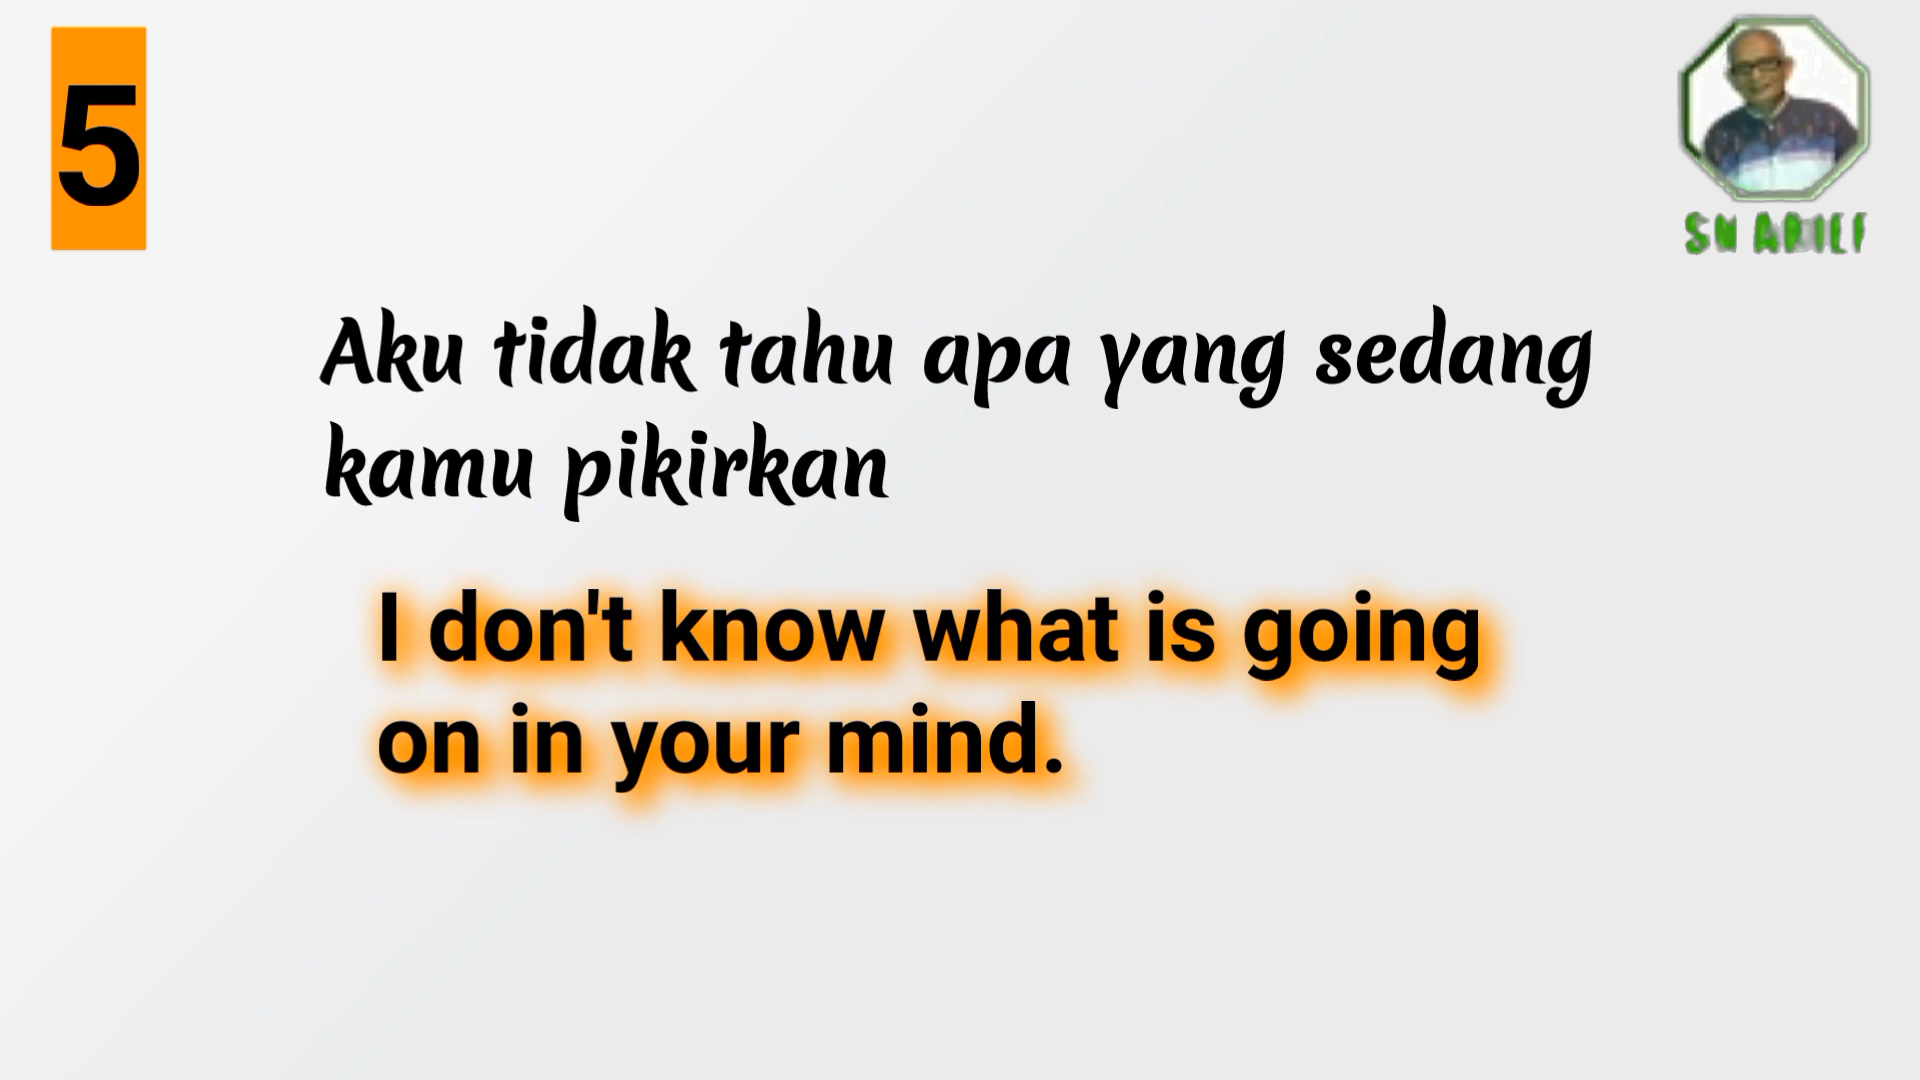 5
SN ARIEF
Aku tidak tahu apa yang sedang
kamu pikirkan
I don't know what is going
on in your mind.